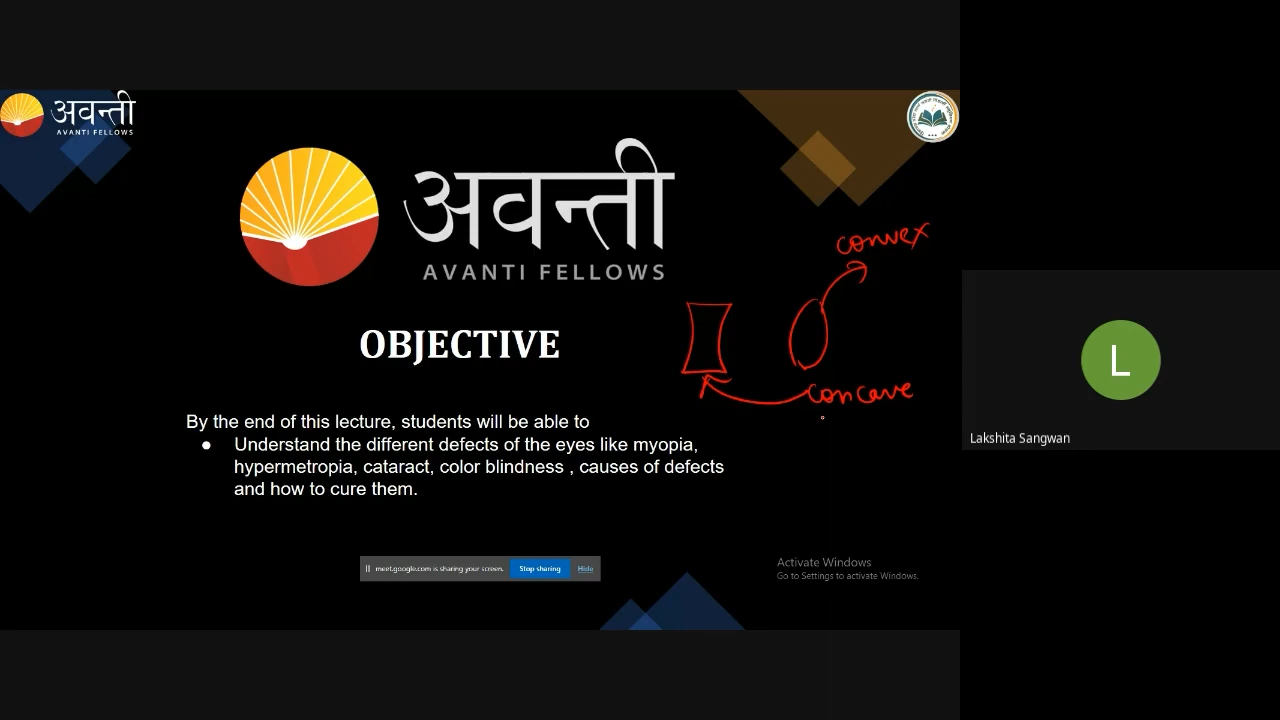 अवन्ती
AVANTI FELLOWS
अवन्ती
AVANTI FELLOWS
convex
OBJECTIVE
concave
By the end of this lecture, students will be able to
● Understand the different defects of the eyes like myopia,
hypermetropia, cataract, color blindness , causes of defects
and how to cure them.
L
Lakshita Sangwan
meet.google.com is sharing your screen. Stop sharing Hide
Activate Windows
Go to Settings to activate Windows.